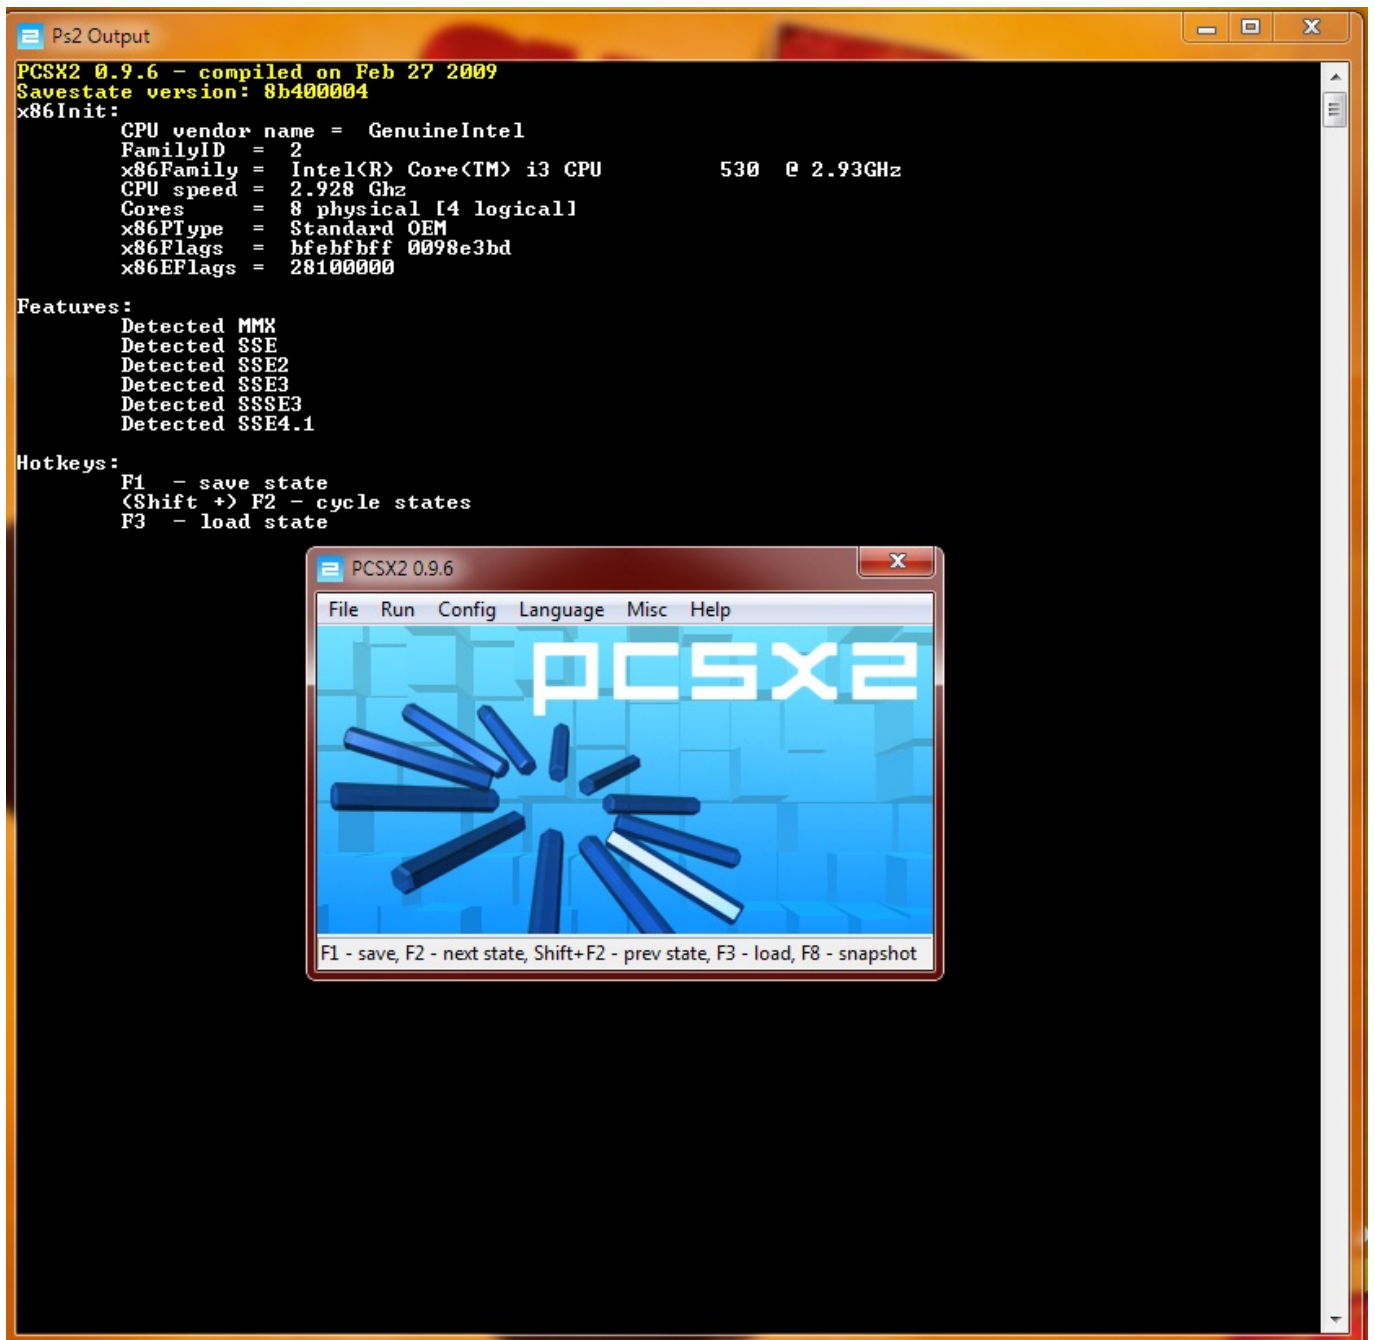 Ps2 Output
PCSX2 0.9.6 - compiled on Feb 27 2009
Savestate version: 8b400004
x86Init:
CPU vendor name = GenuineIntel
FamilyID = 2
x86Family = Intel(R) Core(TM) i3 CPU 530 @ 2.93GHz
CPU speed = 2.928 Ghz
Cores = 8 physical [4 logical]
x86PType = Standard OEM
x86Flags = bfebfbff 0098e3bd
x86EFlags = 28100000
Features:
Detected MMX
Detected SSE
Detected SSE2
Detected SSE3
Detected SSSE3
Detected SSE4.1
Hotkeys:
F1 - save state
(Shift +) F2 - cycle states
F3 - load state
PCSX2 0.9.6
File Run Config Language Misc Help
pcsx2
F1 - save, F2 - next state, Shift+F2 - prev state, F3 - load, F8 - snapshot